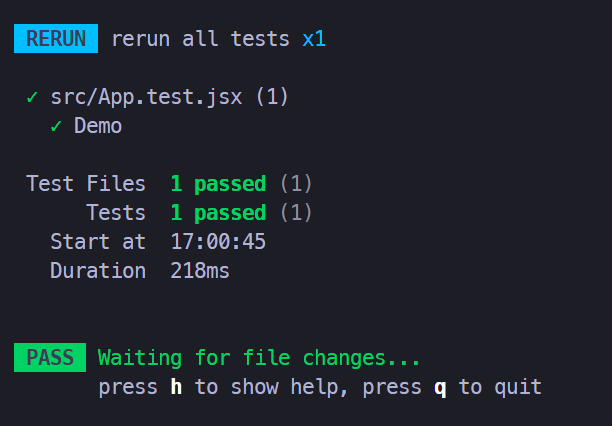 RERUN rerun all tests x1
✓ src/App.test.jsx (1)
✓ Demo
Test Files 1 passed (1)
Tests 1 passed (1)
Start at 17:00:45
Duration 218ms
PASS Waiting for file changes...
press h to show help, press q to quit